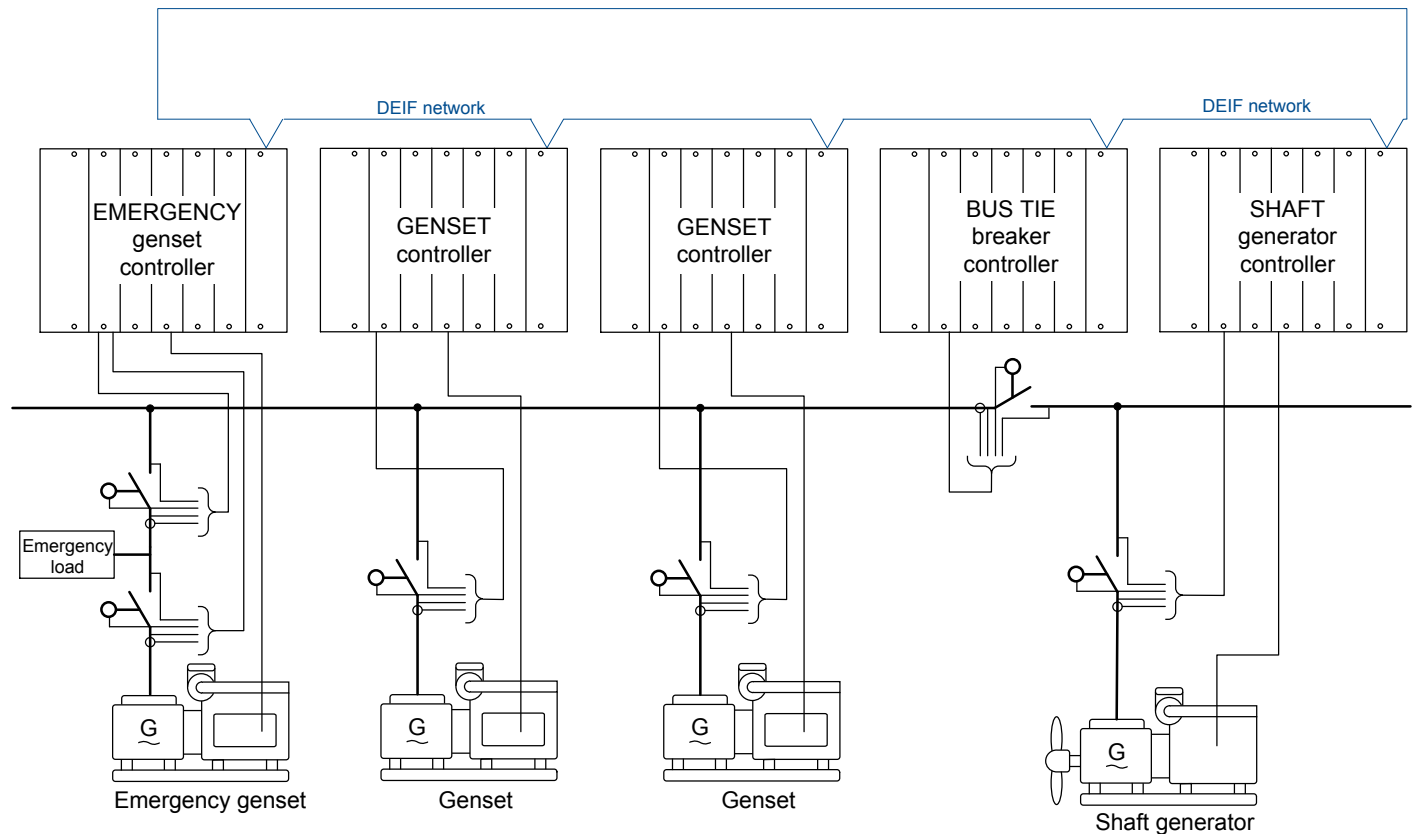 DEIF network
DEIF network
EMERGENCY
genset
controller
GENSET
controller
GENSET
controller
BUS TIE
breaker
controller
SHAFT
generator
controller
Emergency
load
G
G
G
G
Emergency genset
Genset
Genset
Shaft generator